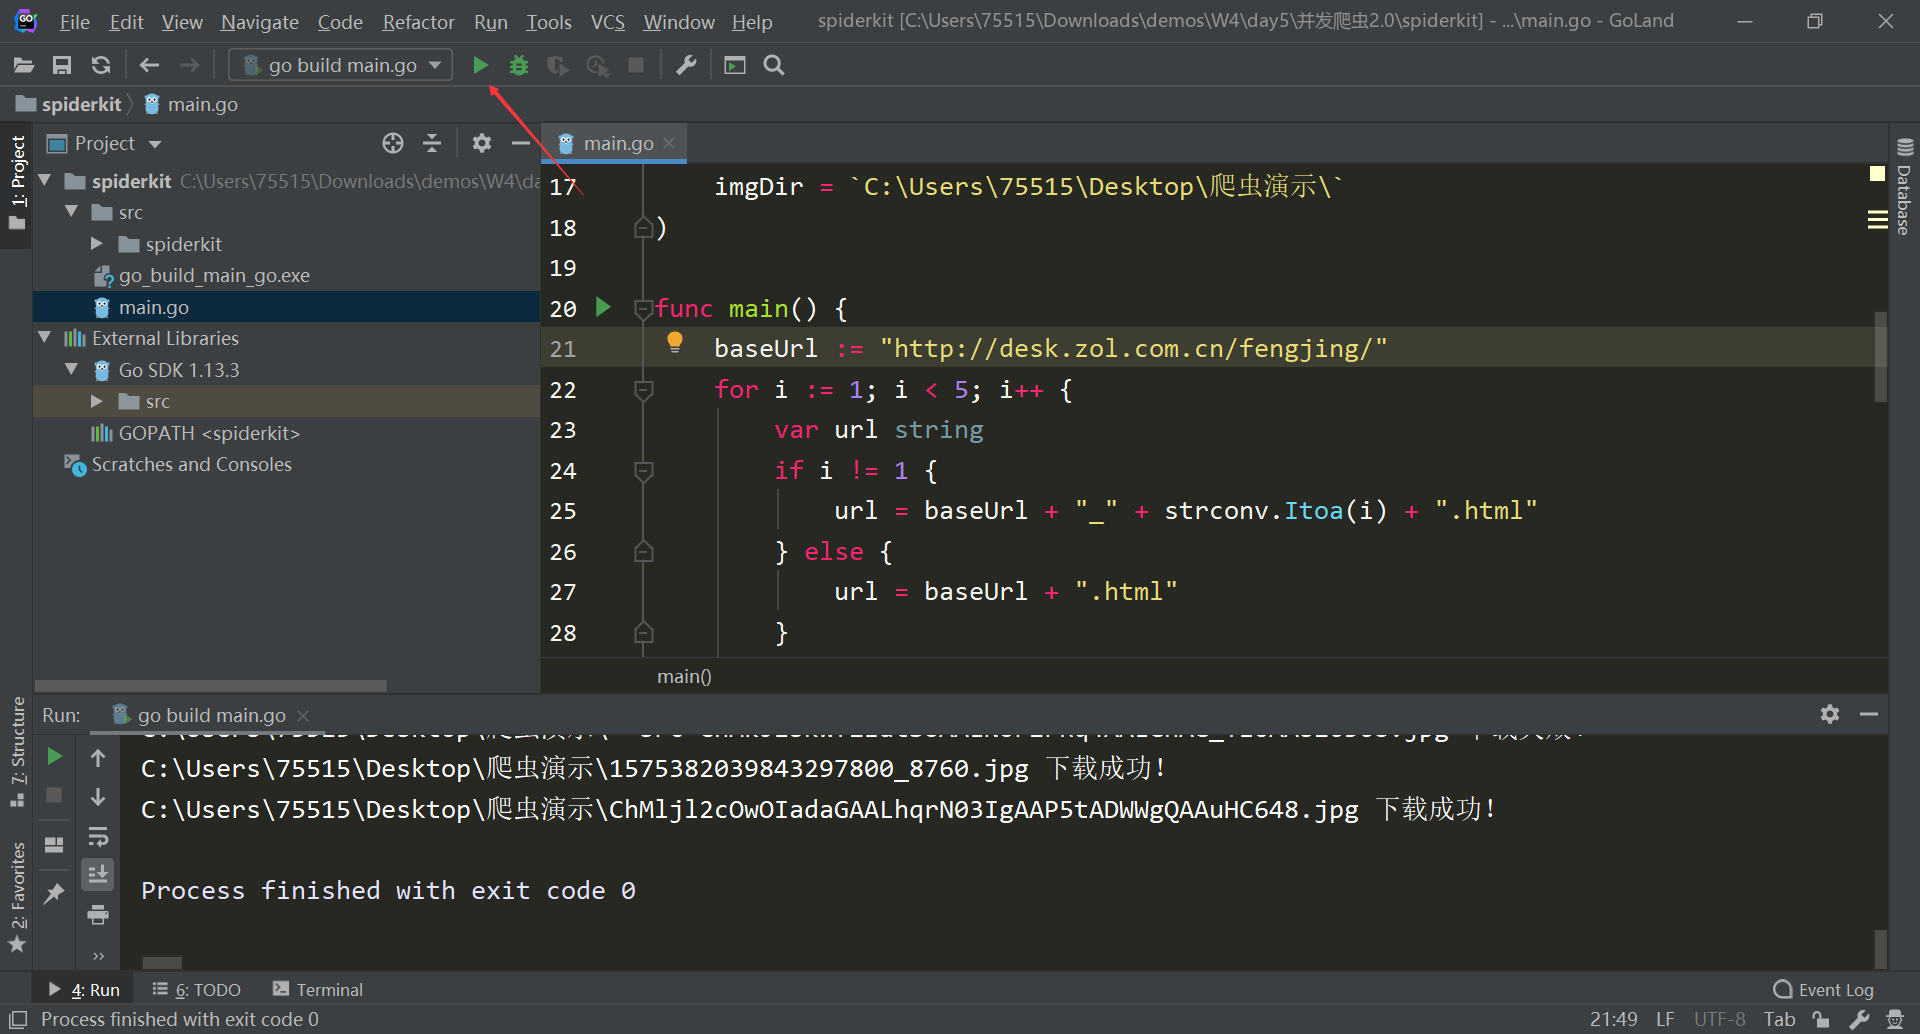 File Edit View Navigate Code Refactor Run Tools VCS Window Help spiderkit [C:\Users\75515\Downloads\demos\W4\day5\并发爬虫2.0\spiderkit] - ...\main.go - GoLand
go build main.go
spiderkit main.go
1: Project
Project
spiderkit C:\Users\75515\Downloads\demos\W4\da
src
spiderkit
go_build_main_go.exe
main.go
External Libraries
Go SDK 1.13.3
src
GOPATH <spiderkit>
Scratches and Consoles
main.go
17 imgDir = `C:\Users\75515\Desktop\爬虫演示\`
18 )
19
20 func main() {
21 baseUrl := "http://desk.zol.com.cn/fengjing/"
22 for i := 1; i < 5; i++ {
23 var url string
24 if i != 1 {
25 url = baseUrl + "_" + strconv.Itoa(i) + ".html"
26 } else {
27 url = baseUrl + ".html"
28 }
main()
Database
7: Structure
2: Favorites
Run: go build main.go
C:\Users\75515\Desktop\爬虫演示\1575382039843297800_8760.jpg 下载成功!
C:\Users\75515\Desktop\爬虫演示\ChMljl2cOwOIadaGAALhqrN03IgAAP5tADWWgQAAuHC648.jpg 下载成功!
Process finished with exit code 0
4: Run 6: TODO Terminal Event Log
Process finished with exit code 0 21:49 LF UTF-8 Tab